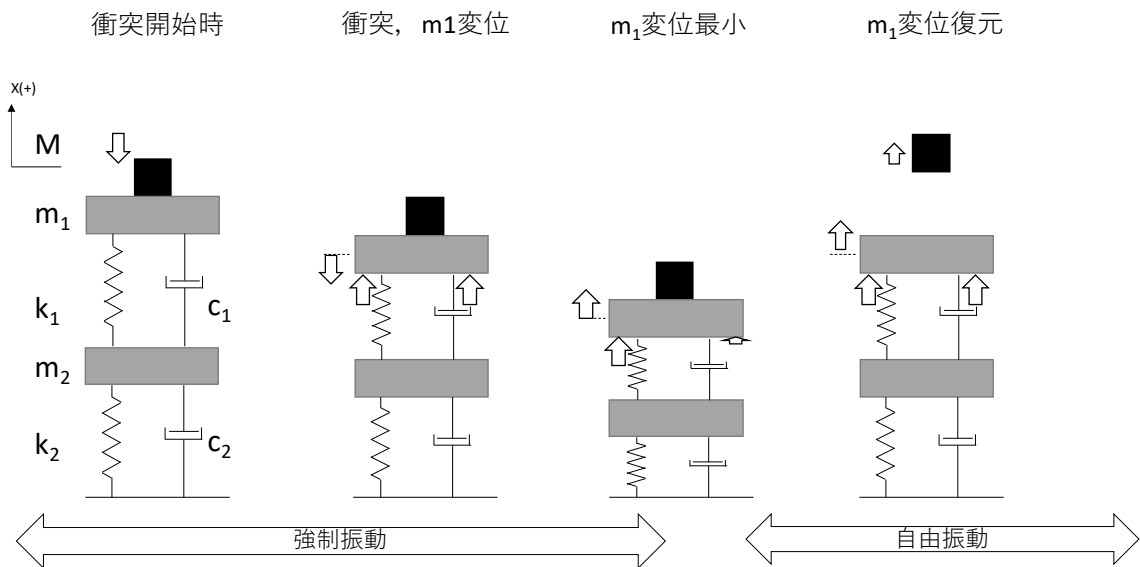 衝突開始時
衝突，m1変位
m₁変位最小
m₁変位復元
X(+)
M
m₁
k₁
c₁
m₂
k₂
c₂
強制振動
自由振動